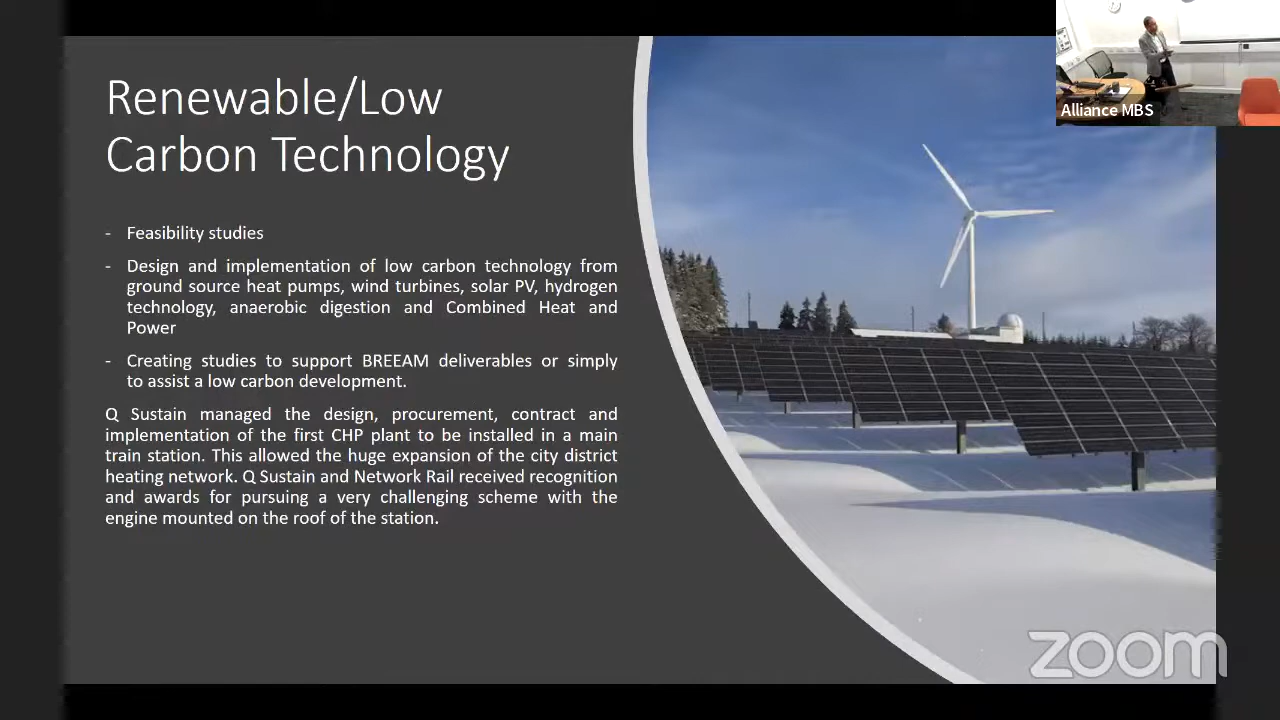 Renewable/Low
Carbon Technology
- Feasibility studies
- Design and implementation of low carbon technology from
ground source heat pumps, wind turbines, solar PV, hydrogen
technology, anaerobic digestion and Combined Heat and
Power
- Creating studies to support BREEAM deliverables or simply
to assist a low carbon development.
Q Sustain managed the design, procurement, contract and
implementation of the first CHP plant to be installed in a main
train station. This allowed the huge expansion of the city district
heating network. Q Sustain and Network Rail received recognition
and awards for pursuing a very challenging scheme with the
engine mounted on the roof of the station.
Alliance MBS
zoom